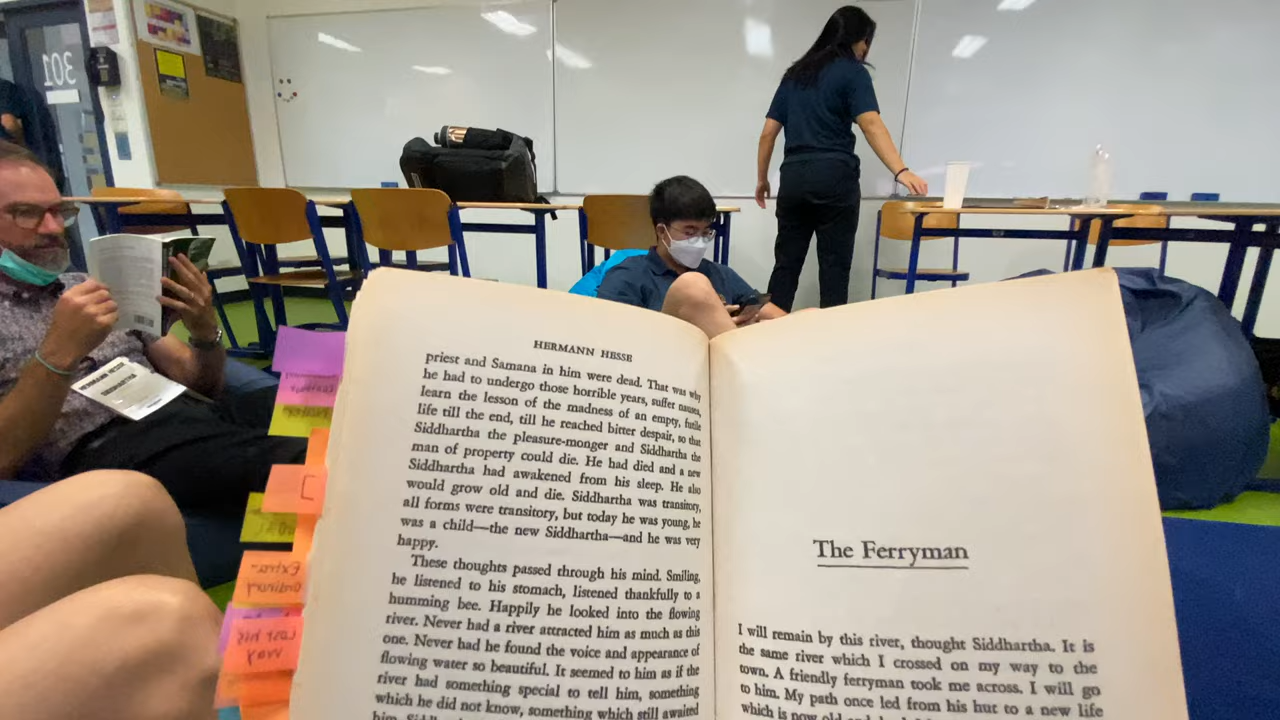 301
HERMANN HESSE
priest and Samana in him were dead. That was why
he had to undergo those horrible years, suffer nausea,
learn the lesson of the madness of an empty, futile
life till the end, till he reached bitter despair, so that
Siddhartha the pleasure-monger and Siddhartha the
man of property could die. He had died and a new
Siddhartha had awakened from his sleep. He also
would grow old and die. Siddhartha was transitory,
all forms were transitory, but today he was young, he
was a child—the new Siddhartha—and he was very
happy.
These thoughts passed through his mind. Smiling,
he listened to his stomach, listened thankfully to a
humming bee. Happily he looked into the flowing
river. Never had a river attracted him as much as this
one. Never had he found the voice and appearance of
flowing water so beautiful. It seemed to him as if the
river had something special to tell him, something
which he did not know, something which still awaited
him.
The Ferryman
I will remain by this river, thought Siddhartha. It is
the same river which I crossed on my way to the
town. A friendly ferryman took me across. I will go
to him. My path once led from his hut to a new life
which is now old and
HERMANN HESSE
SIDDHARTHA
Extra-
ordinary
Lost his
way